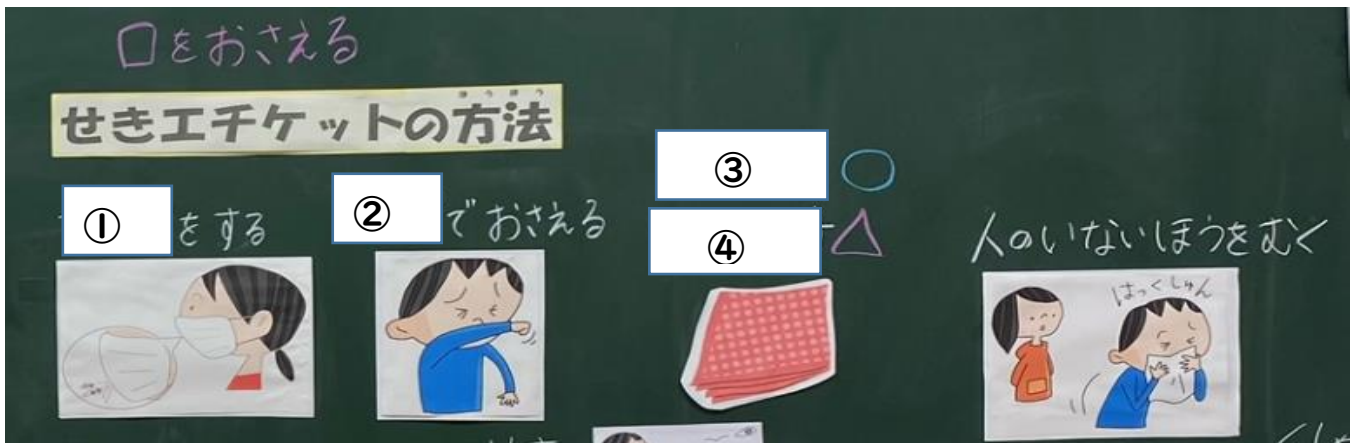 口をおさえる
せきエチケットの方法
ほうほう
① をする
② でおさえる
③ ○
④ △
人のいないほうをむく
はっくしゅん